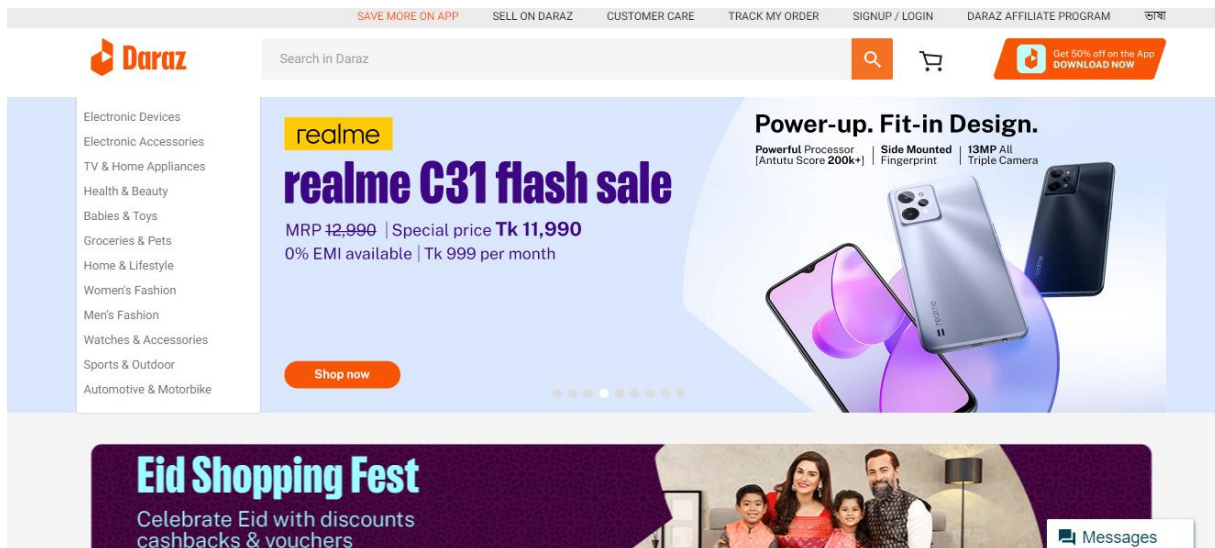 SAVE MORE ON APP SELL ON DARAZ CUSTOMER CARE TRACK MY ORDER SIGNUP / LOGIN DARAZ AFFILIATE PROGRAM ভাষা
Daraz
Search in Daraz
Get 50% off on the App
DOWNLOAD NOW
Electronic Devices
Electronic Accessories
TV & Home Appliances
Health & Beauty
Babies & Toys
Groceries & Pets
Home & Lifestyle
Women's Fashion
Men's Fashion
Watches & Accessories
Sports & Outdoor
Automotive & Motorbike
realme
realme C31 flash sale
MRP 12,990 | Special price Tk 11,990
0% EMI available | Tk 999 per month
Shop now
Power-up. Fit-in Design.
Powerful Processor | Side Mounted | 13MP All
[Antutu Score 200k+] | Fingerprint | Triple Camera
realme
realme
Eid Shopping Fest
Celebrate Eid with discounts
cashbacks & vouchers
Messages